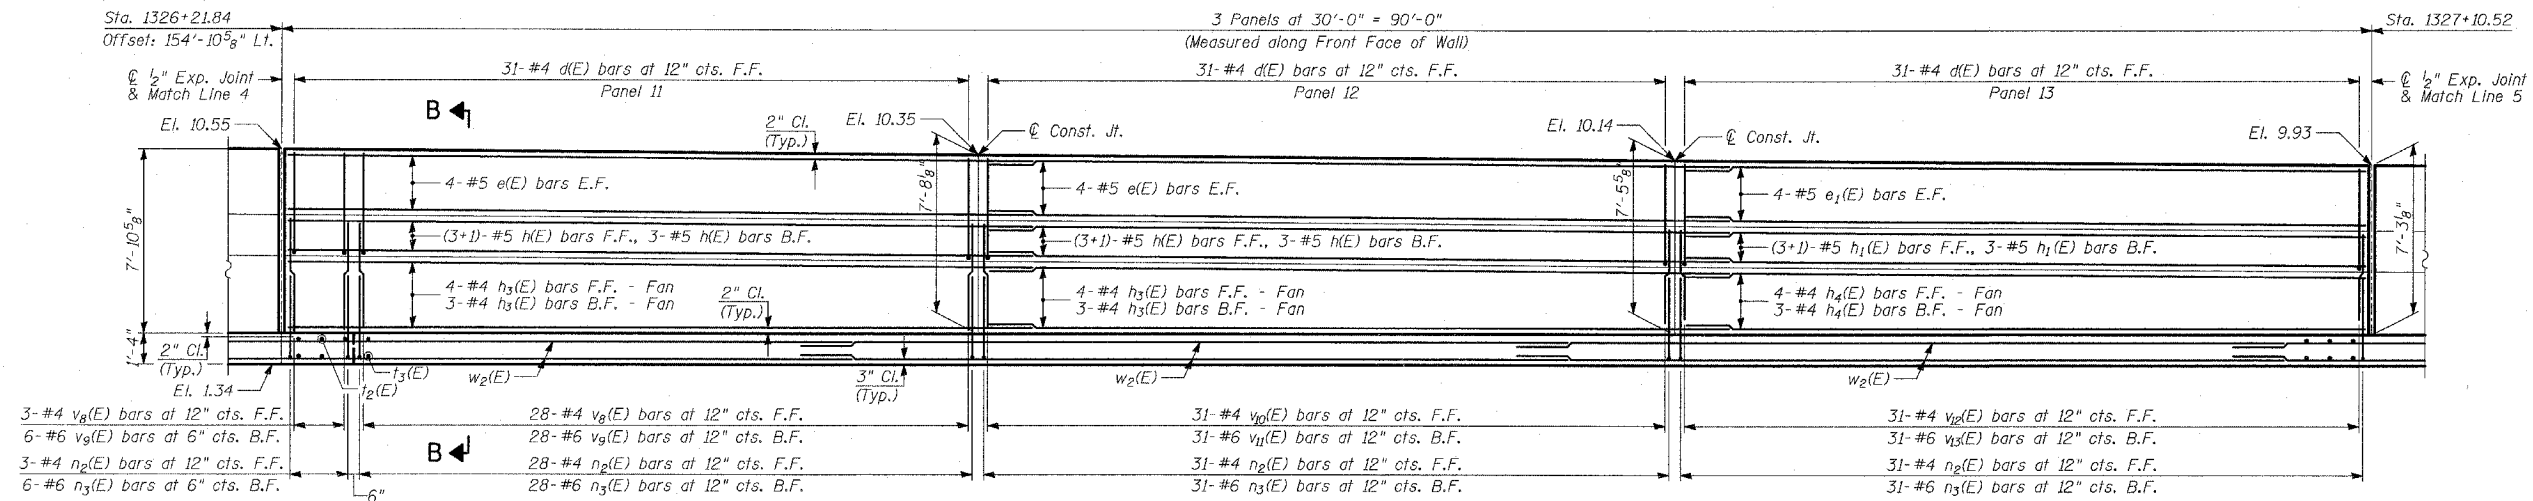 Sta. 1326+21.84
Offset: 154'-10 5/8" Lt.
3 Panels at 30'-0" = 90'-0"
(Measured along Front Face of Wall)
Sta. 1327+10.52
℄ 1/2" Exp. Joint
& Match Line 4
31-#4 d(E) bars at 12" cts. F.F.
Panel 11
31-#4 d(E) bars at 12" cts. F.F.
Panel 12
31-#4 d(E) bars at 12" cts. F.F.
Panel 13
℄ 1/2" Exp. Joint
& Match Line 5
B
El. 10.55
2" Cl.
(Typ.)
El. 10.35
℄ Const. Jt.
El. 10.14
℄ Const. Jt.
El. 9.93
7'-10 5/8"
4-#5 e(E) bars E.F.
7'-8 1/8"
4-#5 e(E) bars E.F.
7'-5 5/8"
4-#5 e1(E) bars E.F.
7'-3 1/8"
(3+1)-#5 h(E) bars F.F., 3-#5 h(E) bars B.F.
(3+1)-#5 h(E) bars F.F., 3-#5 h(E) bars B.F.
(3+1)-#5 h1(E) bars F.F., 3-#5 h1(E) bars B.F.
4-#4 h3(E) bars F.F. - Fan
3-#4 h3(E) bars B.F. - Fan
2" Cl.
(Typ.)
4-#4 h3(E) bars F.F. - Fan
3-#4 h3(E) bars B.F. - Fan
4-#4 h4(E) bars F.F. - Fan
3-#4 h4(E) bars B.F. - Fan
1'-4"
2" Cl.
(Typ.)
El. 1.34
t3(E)
t2(E)
w2(E)
3" Cl.
(Typ.)
w2(E)
w2(E)
3-#4 v8(E) bars at 12" cts. F.F.
6-#6 v9(E) bars at 6" cts. B.F.
28-#4 v8(E) bars at 12" cts. F.F.
28-#6 v9(E) bars at 12" cts. B.F.
31-#4 v10(E) bars at 12" cts. F.F.
31-#6 v11(E) bars at 12" cts. B.F.
31-#4 v12(E) bars at 12" cts. F.F.
31-#6 v13(E) bars at 12" cts. B.F.
B
3-#4 n2(E) bars at 12" cts. F.F.
6-#6 n3(E) bars at 6" cts. B.F.
6"
28-#4 n2(E) bars at 12" cts. F.F.
28-#6 n3(E) bars at 12" cts. B.F.
31-#4 n2(E) bars at 12" cts. F.F.
31-#6 n3(E) bars at 12" cts. B.F.
31-#4 n2(E) bars at 12" cts. F.F.
31-#6 n3(E) bars at 12" cts. B.F.